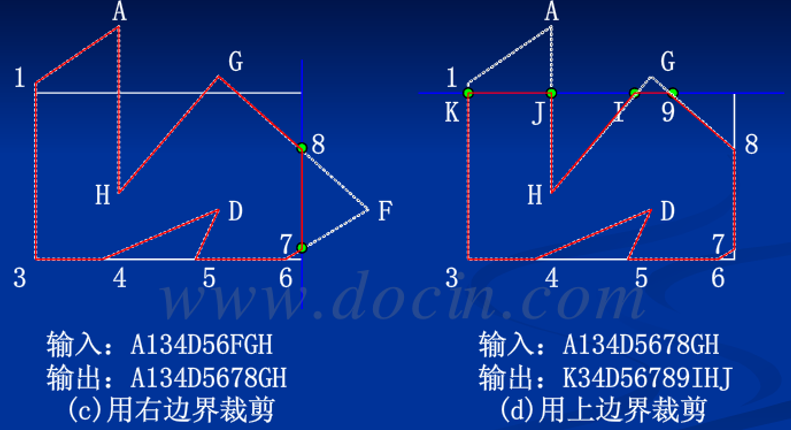 A
1
G
8
H
D
F
7
3
4
5
6
输入: A134D56FGH
输出: A134D5678GH
(c)用右边界裁剪
A
1
G
K
J
I
9
8
H
D
7
3
4
5
6
输入: A134D5678GH
输出: K34D56789IHJ
(d)用上边界裁剪
www.docin.com